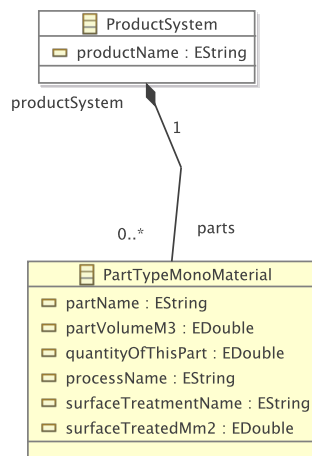 ProductSystem
productName : EString
productSystem
1
0..*
parts
PartTypeMonoMaterial
partName : EString
partVolumeM3 : EDouble
quantityOfThisPart : EDouble
processName : EString
surfaceTreatmentName : EString
surfaceTreatedMm2 : EDouble